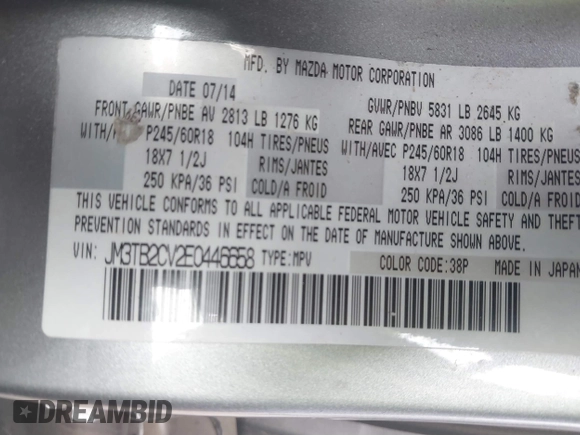 MFD. BY MAZDA MOTOR CORPORATION
DATE 07/14 GVWR/PNBV 5831 LB 2645 KG
FRONT GAWR/PNBE AV 2813 LB 1276 KG REAR GAWR/PNBE AR 3086 LB 1400 KG
WITH/AVEC P245/60R18 104H TIRES/PNEUS WITH/AVEC P245/60R18 104H TIRES/PNEUS
18X7 1/2J RIMS/JANTES 18X7 1/2J RIMS/JANTES
250 KPA/36 PSI COLD/A FROID 250 KPA/36 PSI COLD/A FROID
THIS VEHICLE CONFORMS TO ALL APPLICABLE FEDERAL MOTOR VEHICLE SAFETY AND THEFT
PREVENTION STANDARDS IN EFFECT ON THE DATE OF MANUFACTURE SHOWN ABOVE.
VIN: JM3TB2CV2E0446658 TYPE:MPV COLOR CODE:38P MADE IN JAPAN
DREAMBID